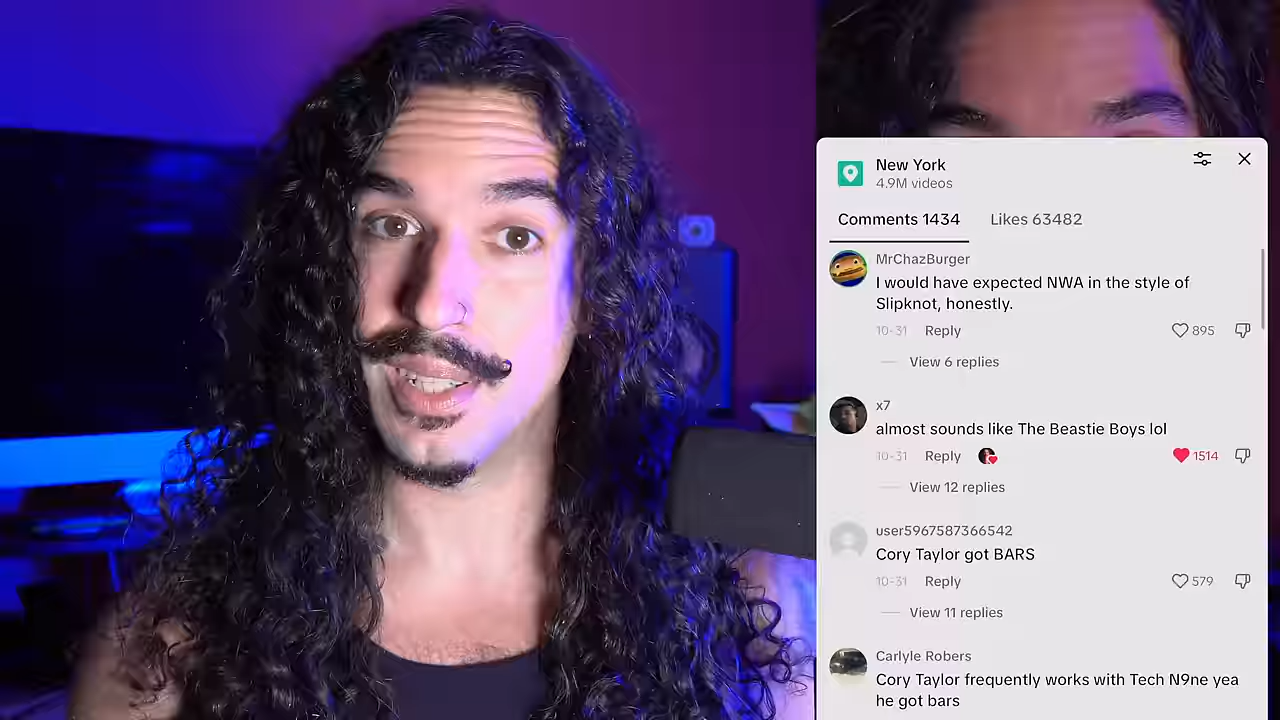 New York
4.9M videos
Comments 1434
Likes 63482
MrChazBurger
I would have expected NWA in the style of
Slipknot, honestly.
10-31 Reply
895
View 6 replies
x7
almost sounds like The Beastie Boys lol
10-31 Reply
1514
View 12 replies
user5967587366542
Cory Taylor got BARS
10-31 Reply
579
View 11 replies
Carlyle Robers
Cory Taylor frequently works with Tech N9ne yea
he got bars